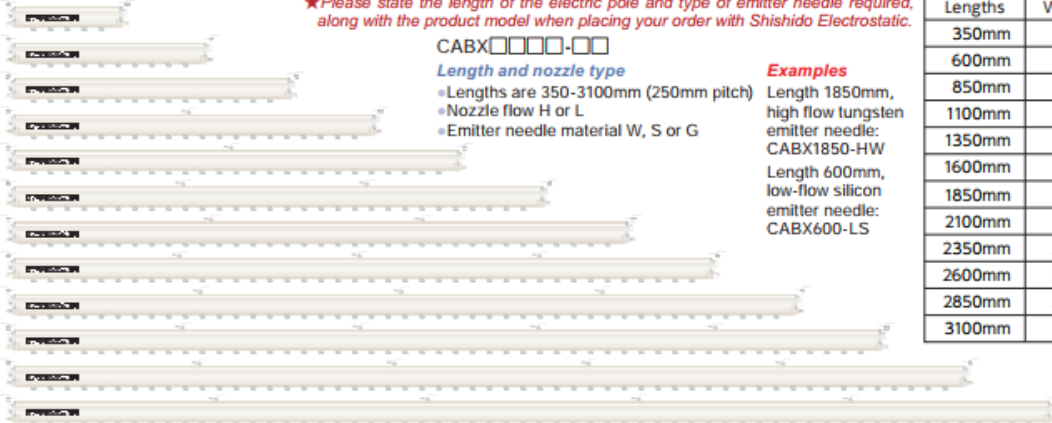 ★Please state the length of the electric pole and type of emitter needle required,
along with the product model when placing your order with Shishido Electrostatic.
CABX□□□□-□□
Length and nozzle type
●Lengths are 350-3100mm (250mm pitch)
●Nozzle flow H or L
●Emitter needle material W, S or G
Examples
Length 1850mm,
high flow tungsten
emitter needle:
CABX1850-HW
Length 600mm,
low-flow silicon
emitter needle:
CABX600-LS
Lengths
350mm
600mm
850mm
1100mm
1350mm
1600mm
1850mm
2100mm
2350mm
2600mm
2850mm
3100mm